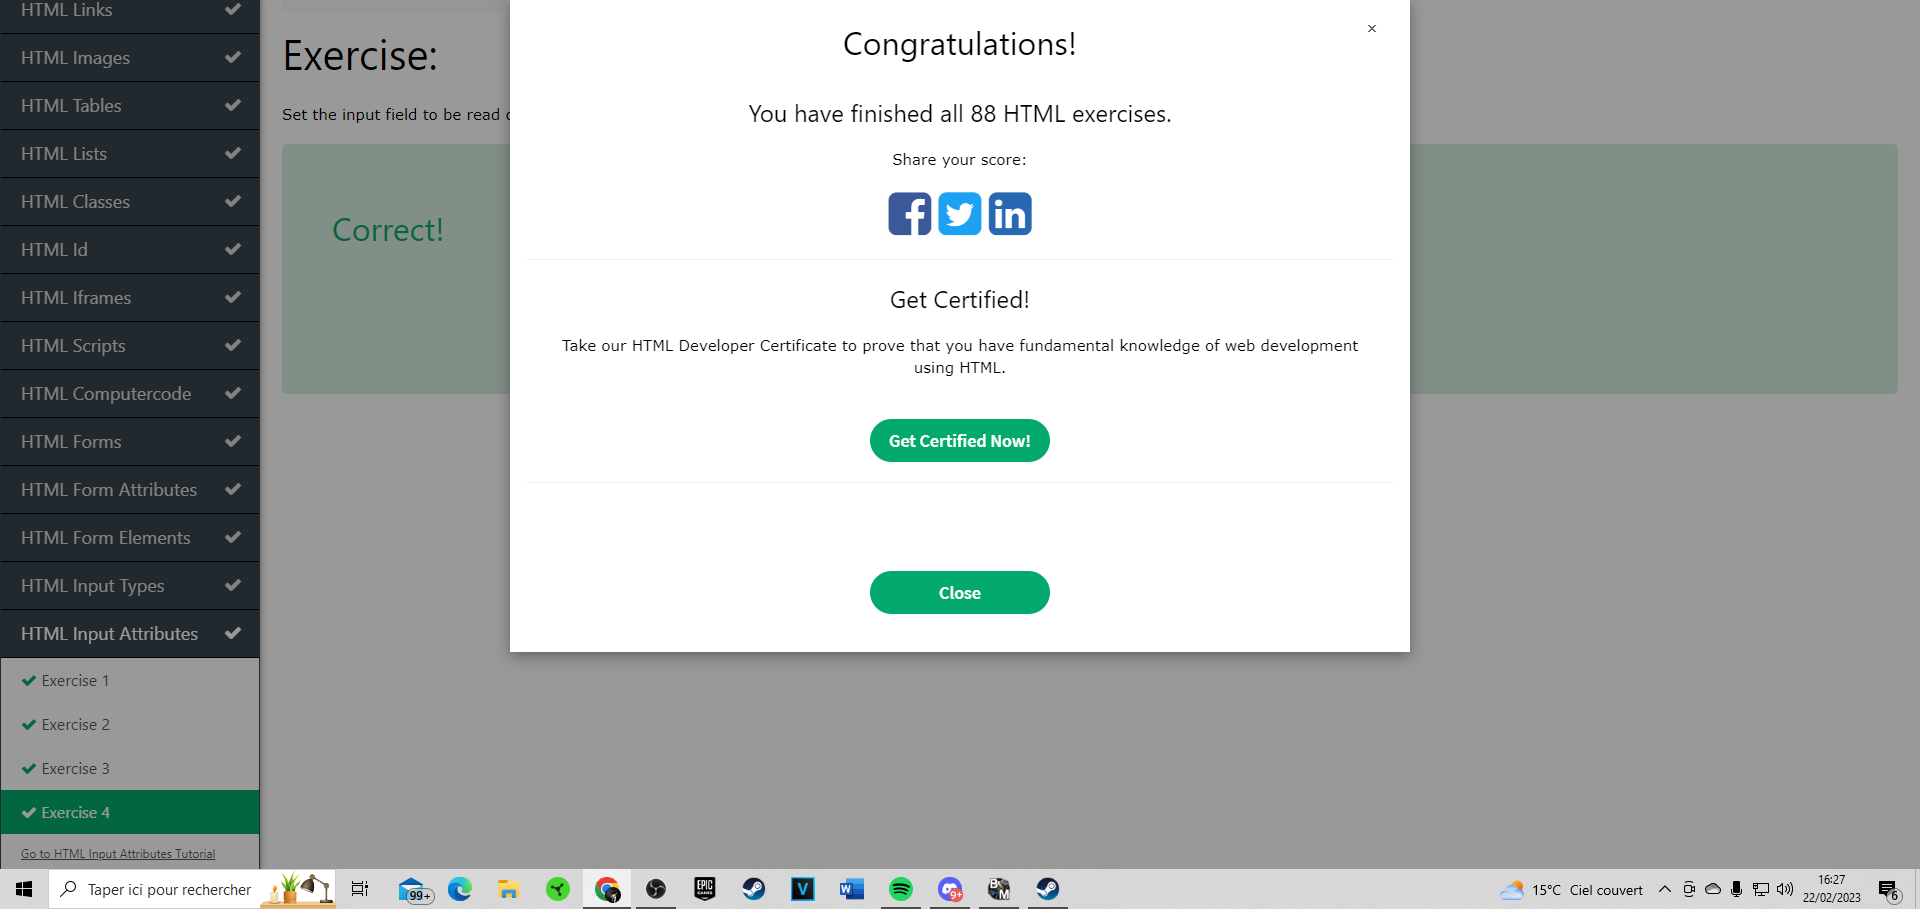 HTML Links
HTML Images
HTML Tables
HTML Lists
HTML Classes
HTML Id
HTML Iframes
HTML Scripts
HTML Computercode
HTML Forms
HTML Form Attributes
HTML Form Elements
HTML Input Types
HTML Input Attributes
Exercise 1
Exercise 2
Exercise 3
Exercise 4
Go to HTML Input Attributes Tutorial
Exercise:
Set the input field to be read
Correct!
×
Congratulations!
You have finished all 88 HTML exercises.
Share your score:
f
in
Get Certified!
Take our HTML Developer Certificate to prove that you have fundamental knowledge of web development
using HTML.
Get Certified Now!
Close
Taper ici pour rechercher
99+
EPIC
GAMES
V
W
9+
B
M
15°C Ciel couvert
16:27
22/02/2023
6